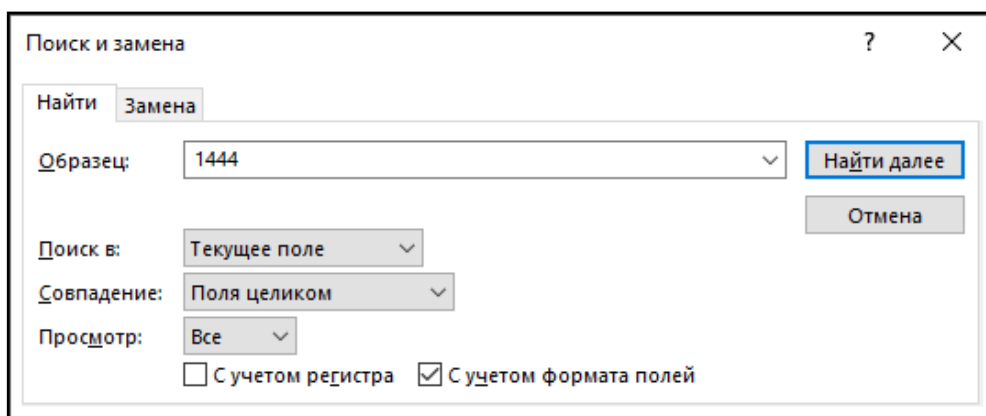 Поиск и замена ? ×
Найти Замена
Образец: 1444 Найти далее
Отмена
Поиск в: Текущее поле
Совпадение: Поля целиком
Просмотр: Все
С учетом регистра С учетом формата полей